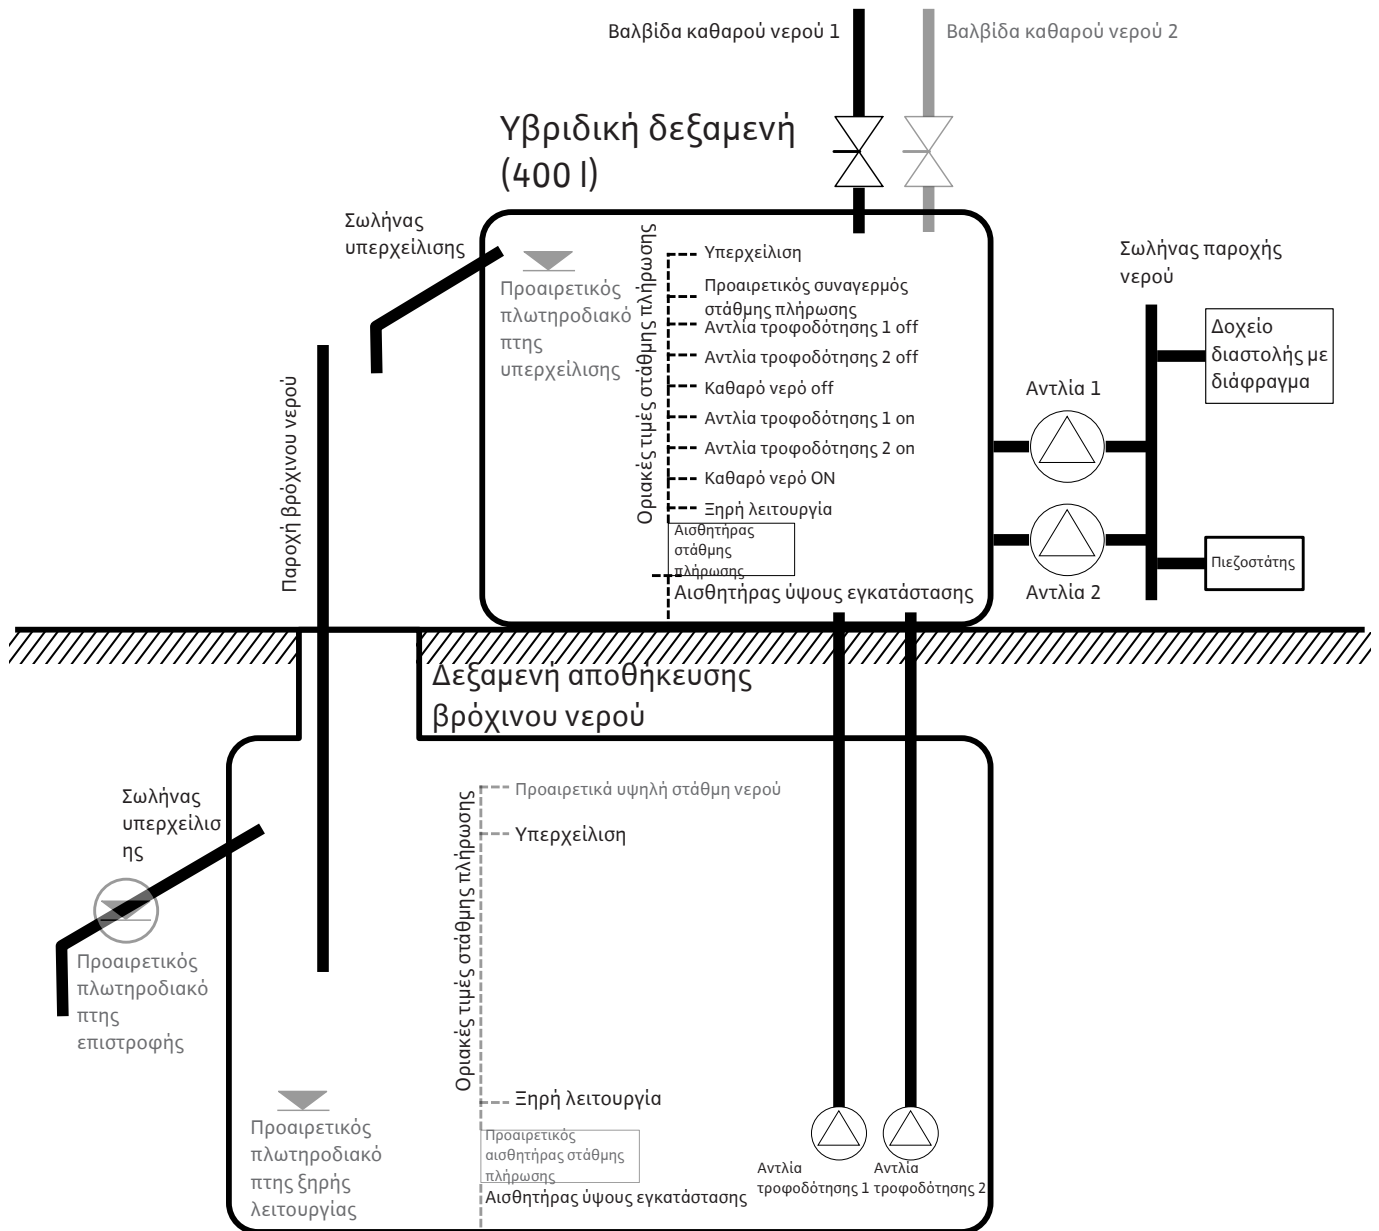 Βαλβίδα καθαρού νερού 1
Βαλβίδα καθαρού νερού 2
Υβριδική δεξαμενή
(400 l)
Σωλήνας
υπερχείλισης
Προαιρετικός
πλωτηροδιακό
πτης
υπερχείλισης
Οριακές τιμές στάθμης πλήρωσης
Υπερχείλιση
Προαιρετικός συναγερμός
στάθμης πλήρωσης
Αντλία τροφοδότησης 1 off
Αντλία τροφοδότησης 2 off
Καθαρό νερό off
Αντλία τροφοδότησης 1 on
Αντλία τροφοδότησης 2 on
Καθαρό νερό ON
Ξηρή λειτουργία
Αισθητήρας
στάθμης
πλήρωσης
Αισθητήρας ύψους εγκατάστασης
Σωλήνας παροχής
νερού
Δοχείο
διαστολής με
διάφραγμα
Αντλία 1
Αντλία 2
Πιεζοστάτης
Παροχή βρόχινου νερού
Δεξαμενή αποθήκευσης
βρόχινου νερού
Σωλήνας
υπερχείλισ
ης
Προαιρετικός
πλωτηροδιακό
πτης
επιστροφής
Οριακές τιμές στάθμης πλήρωσης
Προαιρετικά υψηλή στάθμη νερού
Υπερχείλιση
Ξηρή λειτουργία
Προαιρετικός
αισθητήρας στάθμης
πλήρωσης
Αισθητήρας ύψους εγκατάστασης
Προαιρετικός
πλωτηροδιακό
πτης ξηρής
λειτουργίας
Αντλία
τροφοδότησης 1
Αντλία
τροφοδότησης 2